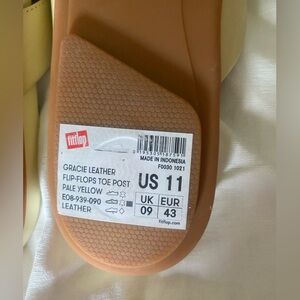 fitflop
MADE IN INDONESIA
F0030 1021
GRACIE LEATHER
FLIP-FLOPS TOE POST
PALE YELLOW
E08-939-090
LEATHER
US 11
UK EUR
09 43
fitflop.com